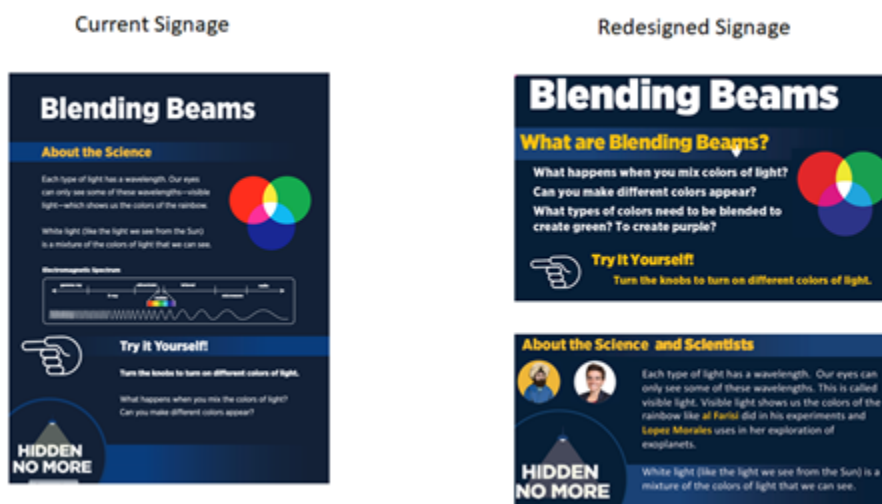 Current Signage
Blending Beams
About the Science
Each type of light has a wavelength. Our eyes
can only see some of these wavelengths—visible
light—which shows us the colors of the rainbow.
White light (like the light we see from the Sun)
is a mixture of the colors of light that we can see.
Electromagnetic Spectrum
Try it Yourself!
Turn the knobs to turn on different colors of light.
What happens when you mix the colors of light?
Can you make different colors appear?
HIDDEN
NO MORE
Redesigned Signage
Blending Beams
What are Blending Beams?
What happens when you mix colors of light?
Can you make different colors appear?
What types of colors need to be blended to
create green? To create purple?
Try It Yourself!
Turn the knobs to turn on different colors of light.
About the Science and Scientists
Each type of light has a wavelength. Our eyes can
only see some of these wavelengths. This is called
visible light. Visible light shows us the colors of the
rainbow like al Farisi did in his experiments and
Lopez Morales uses in her exploration of
exoplanets.
White light (like the light we see from the Sun) is a
mixture of the colors of light that we can see.
HIDDEN
NO MORE